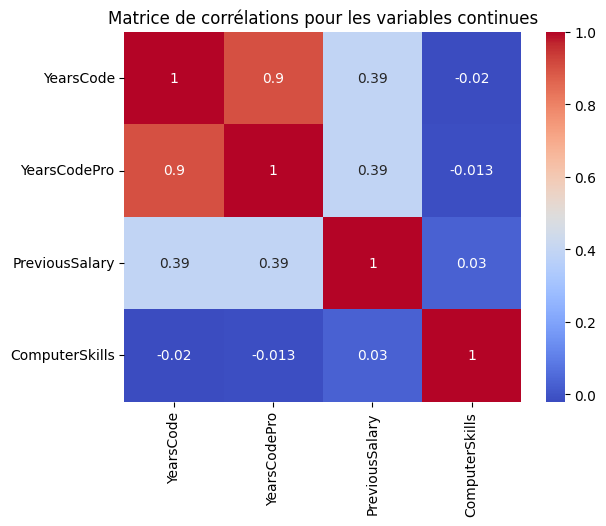 Matrice de corrélations pour les variables continues
YearsCode
1
0.9
0.39
-0.02
YearsCodePro
0.9
1
0.39
-0.013
PreviousSalary
0.39
0.39
1
0.03
ComputerSkills
-0.02
-0.013
0.03
1
YearsCode
YearsCodePro
PreviousSalary
ComputerSkills
1.0
0.8
0.6
0.4
0.2
0.0